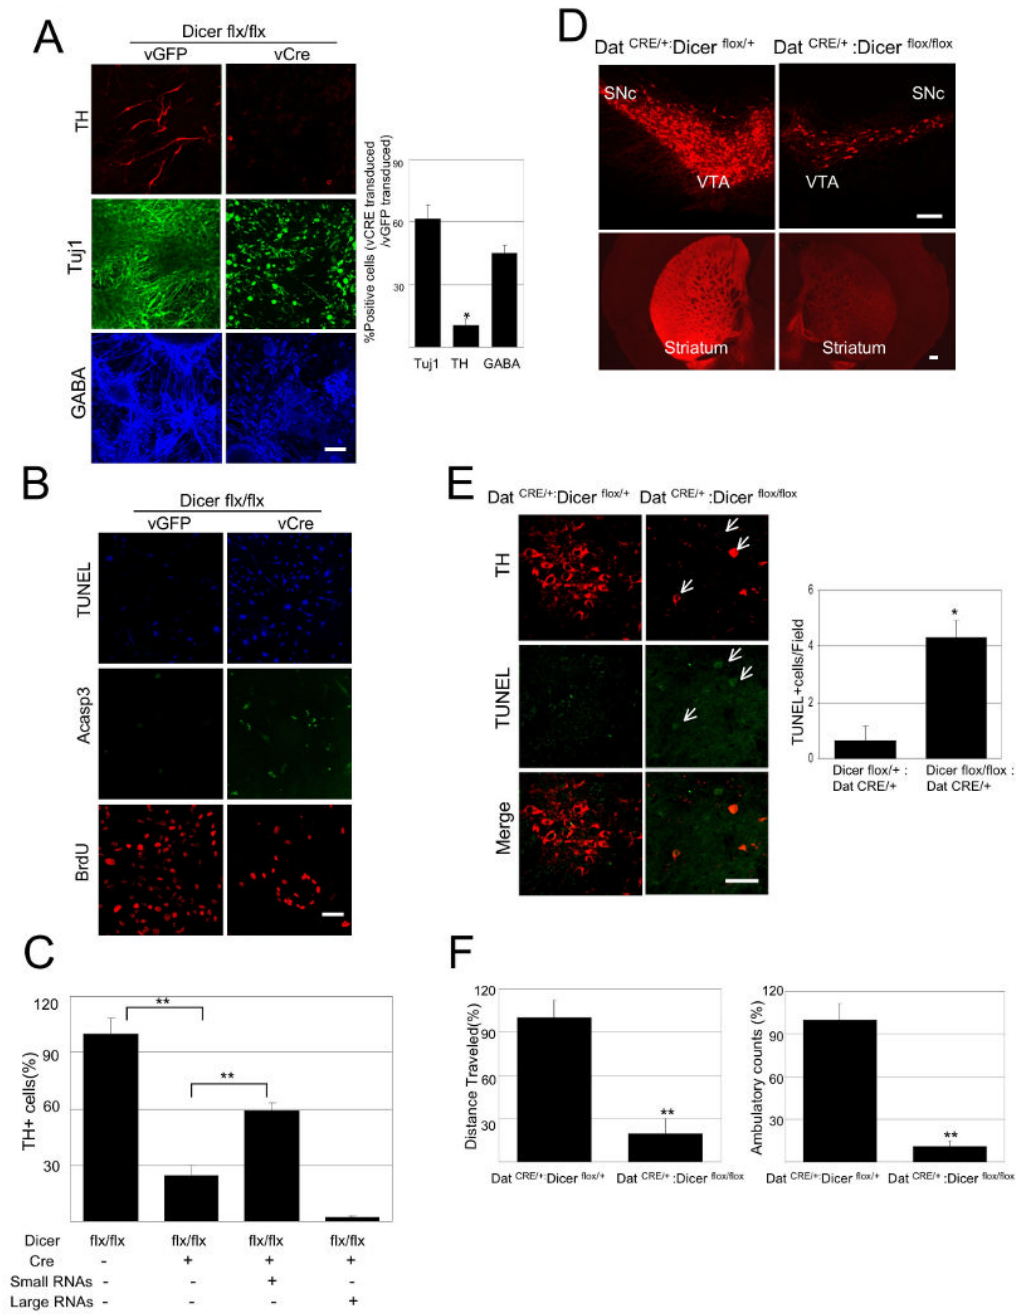 A
Dicer flx/flx
vGFP vCre
TH
Tuj1
GABA
%Positive cells (vCRE transduced
/vGFP transduced)
90
60
30
*
Tuj1 TH GABA
B
Dicer flx/flx
vGFP vCre
TUNEL
Acasp3
BrdU
C
TH+ cells(%)
120
90
60
30
**
**
Dicer flx/flx flx/flx flx/flx flx/flx
Cre - + + +
Small RNAs - - + -
Large RNAs - - - +
D
Dat CRE/+:Dicer flox/+ Dat CRE/+ :Dicer flox/flox
SNc SNc
VTA VTA
Striatum Striatum
E
Dat CRE/+:Dicer flox/+ Dat CRE/+ :Dicer flox/flox
TH
TUNEL
Merge
TUNEL+cells/Field
6
4
2
0
*
Dicer flox/+ : Dicer flox/flox :
Dat CRE/+ Dat CRE/+
F
Distance Traveled(%)
120
90
60
30
**
Dat CRE/+:Dicer flox/+ Dat CRE/+ :Dicer flox/flox
Ambulatory counts (%)
120
90
60
30
**
Dat CRE/+:Dicer flox/+ Dat CRE/+ :Dicer flox/flox